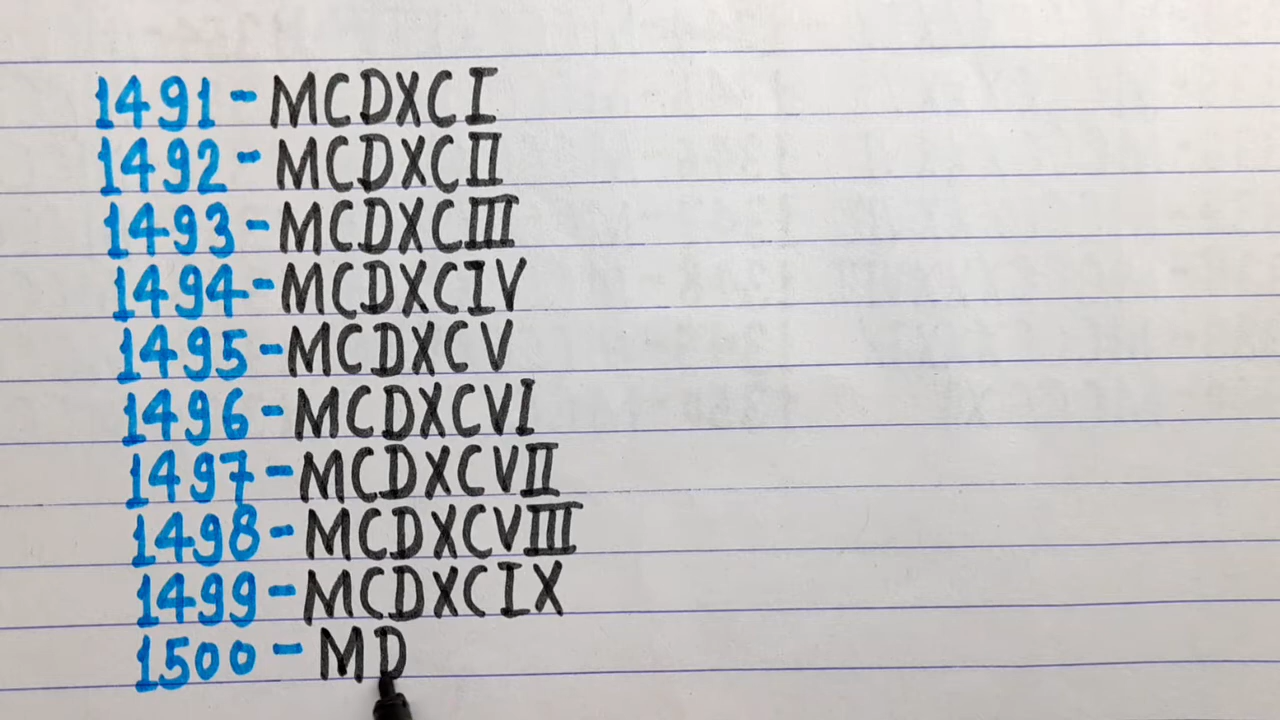 1491 - MCDXCI
1492 - MCDXCII
1493 - MCDXCIII
1494 - MCDXCIV
1495 - MCDXCV
1496 - MCDXCVI
1497 - MCDXCVII
1498 - MCDXCVIII
1499 - MCDXCIX
1500 - MD